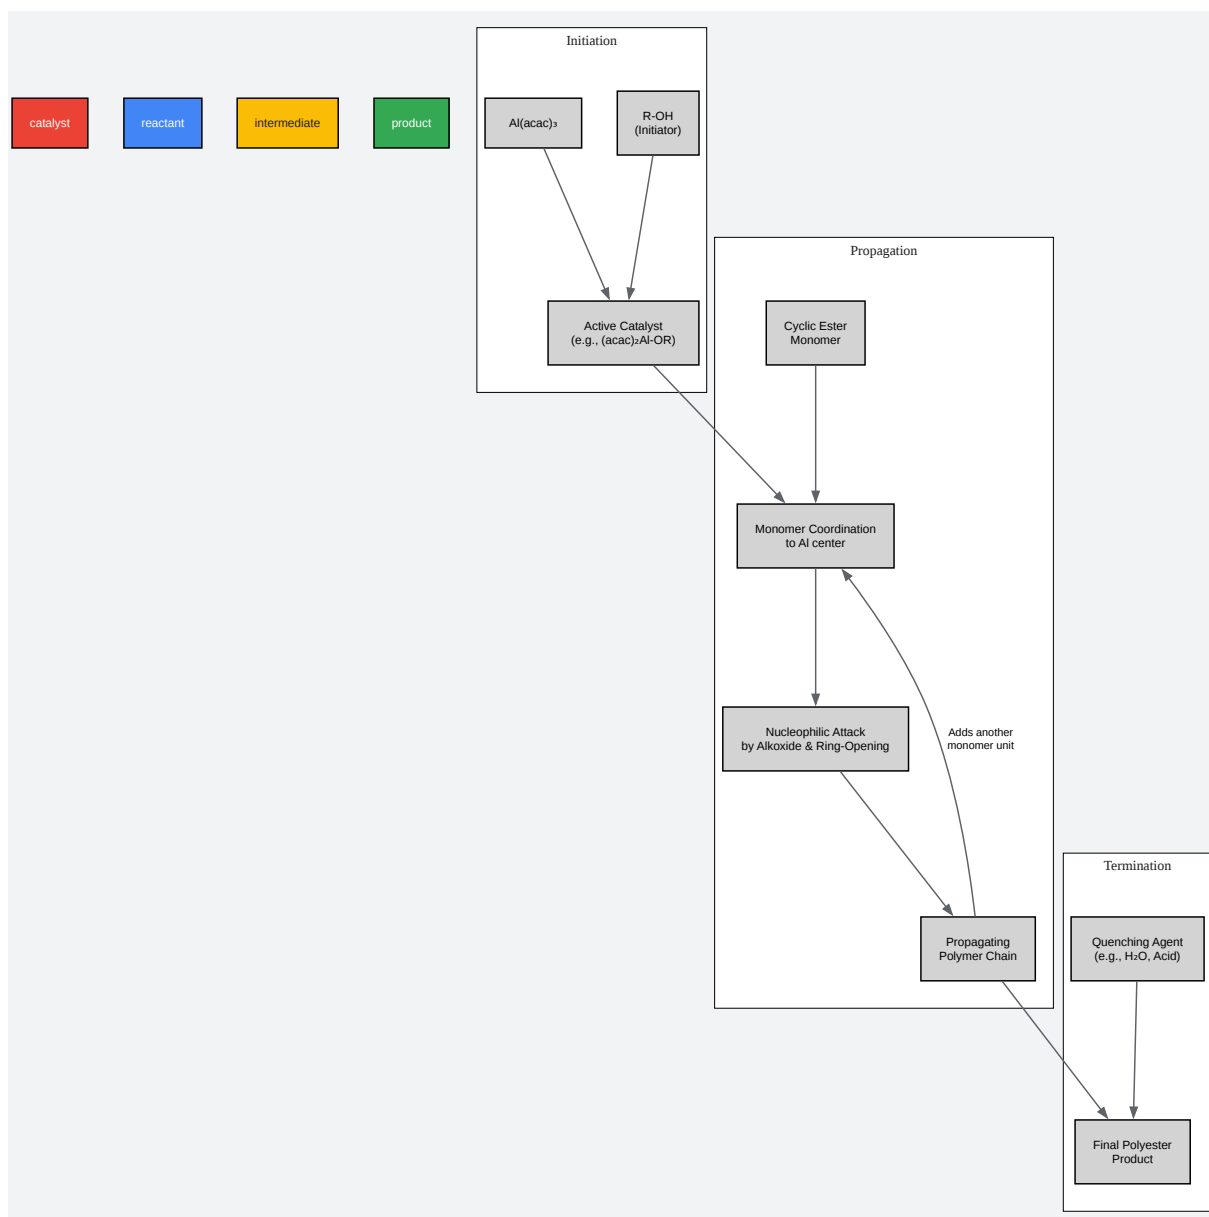 Initiation
catalyst
reactant
intermediate
product
Al(acac)₃
R-OH
(Initiator)
Active Catalyst
(e.g., (acac)₂Al-OR)
Propagation
Cyclic Ester
Monomer
Monomer Coordination
to Al center
Nucleophilic Attack
by Alkoxide & Ring-Opening
Adds another
monomer unit
Propagating
Polymer Chain
Termination
Quenching Agent
(e.g., H₂O, Acid)
Final Polyester
Product